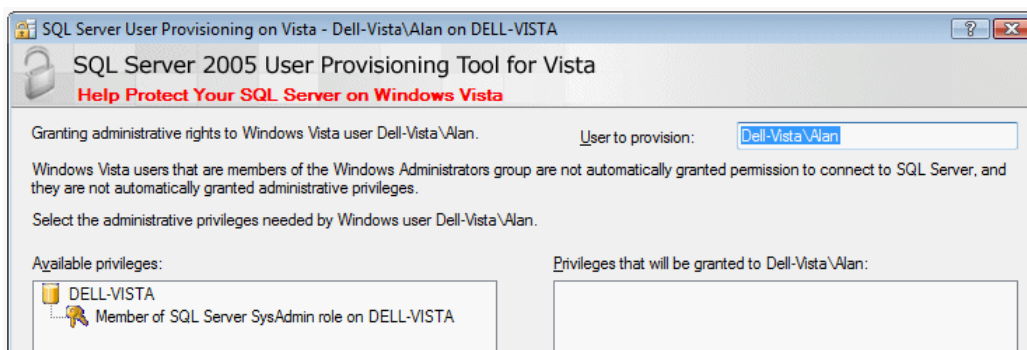 SQL Server User Provisioning on Vista - Dell-Vista\Alan on DELL-VISTA
SQL Server 2005 User Provisioning Tool for Vista
Help Protect Your SQL Server on Windows Vista
Granting administrative rights to Windows Vista user Dell-Vista\Alan.
User to provision:
Dell-Vista\Alan
Windows Vista users that are members of the Windows Administrators group are not automatically granted permission to connect to SQL Server, and
they are not automatically granted administrative privileges.
Select the administrative privileges needed by Windows user Dell-Vista\Alan.
Available privileges:
Privileges that will be granted to Dell-Vista\Alan:
DELL-VISTA
Member of SQL Server SysAdmin role on DELL-VISTA